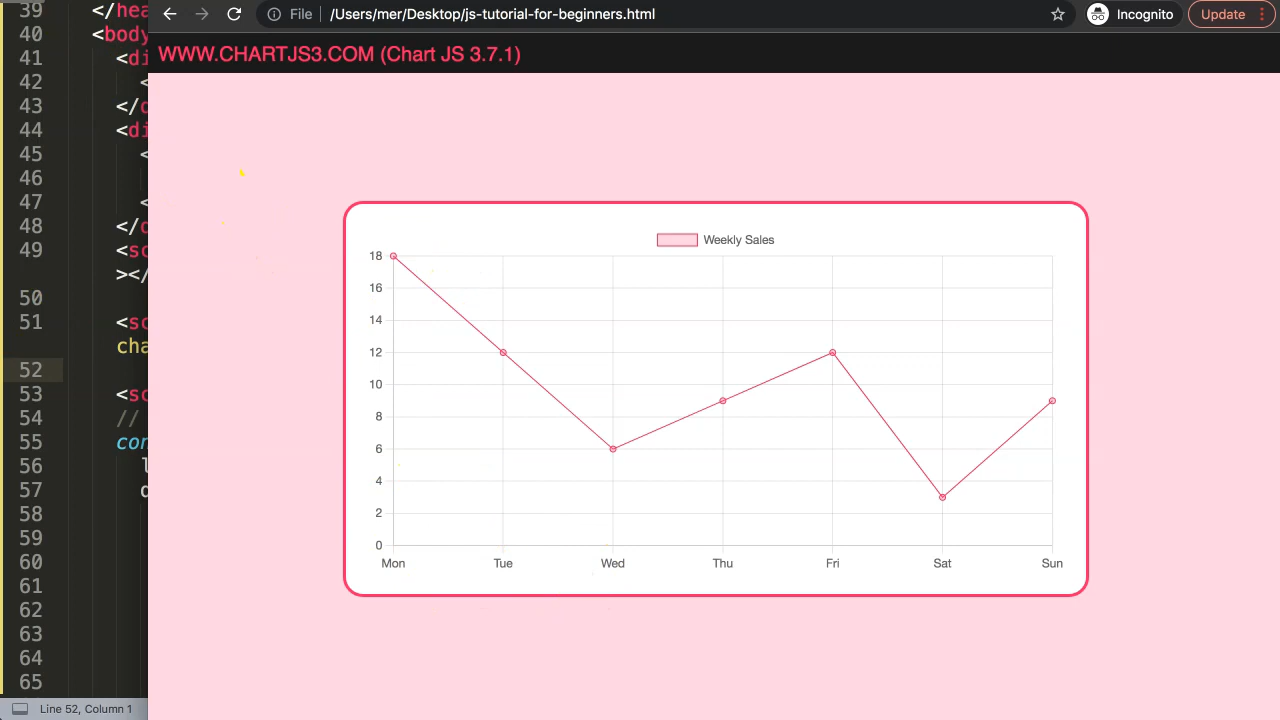 39 </hea
40 <body
41 <di
42 <
43 </d
44 <di
45 <
46
47 <
48 </d
49 <sc
></
50
51 <sc
cha
52
53 <sc
54 //
55 con
56 l
57 d
58
59
60
61
62
63
64
65
Line 52, Column 1
File /Users/mer/Desktop/js-tutorial-for-beginners.html Incognito Update
WWW.CHARTJS3.COM (Chart JS 3.7.1)
Weekly Sales
18
16
14
12
10
8
6
4
2
0
Mon Tue Wed Thu Fri Sat Sun